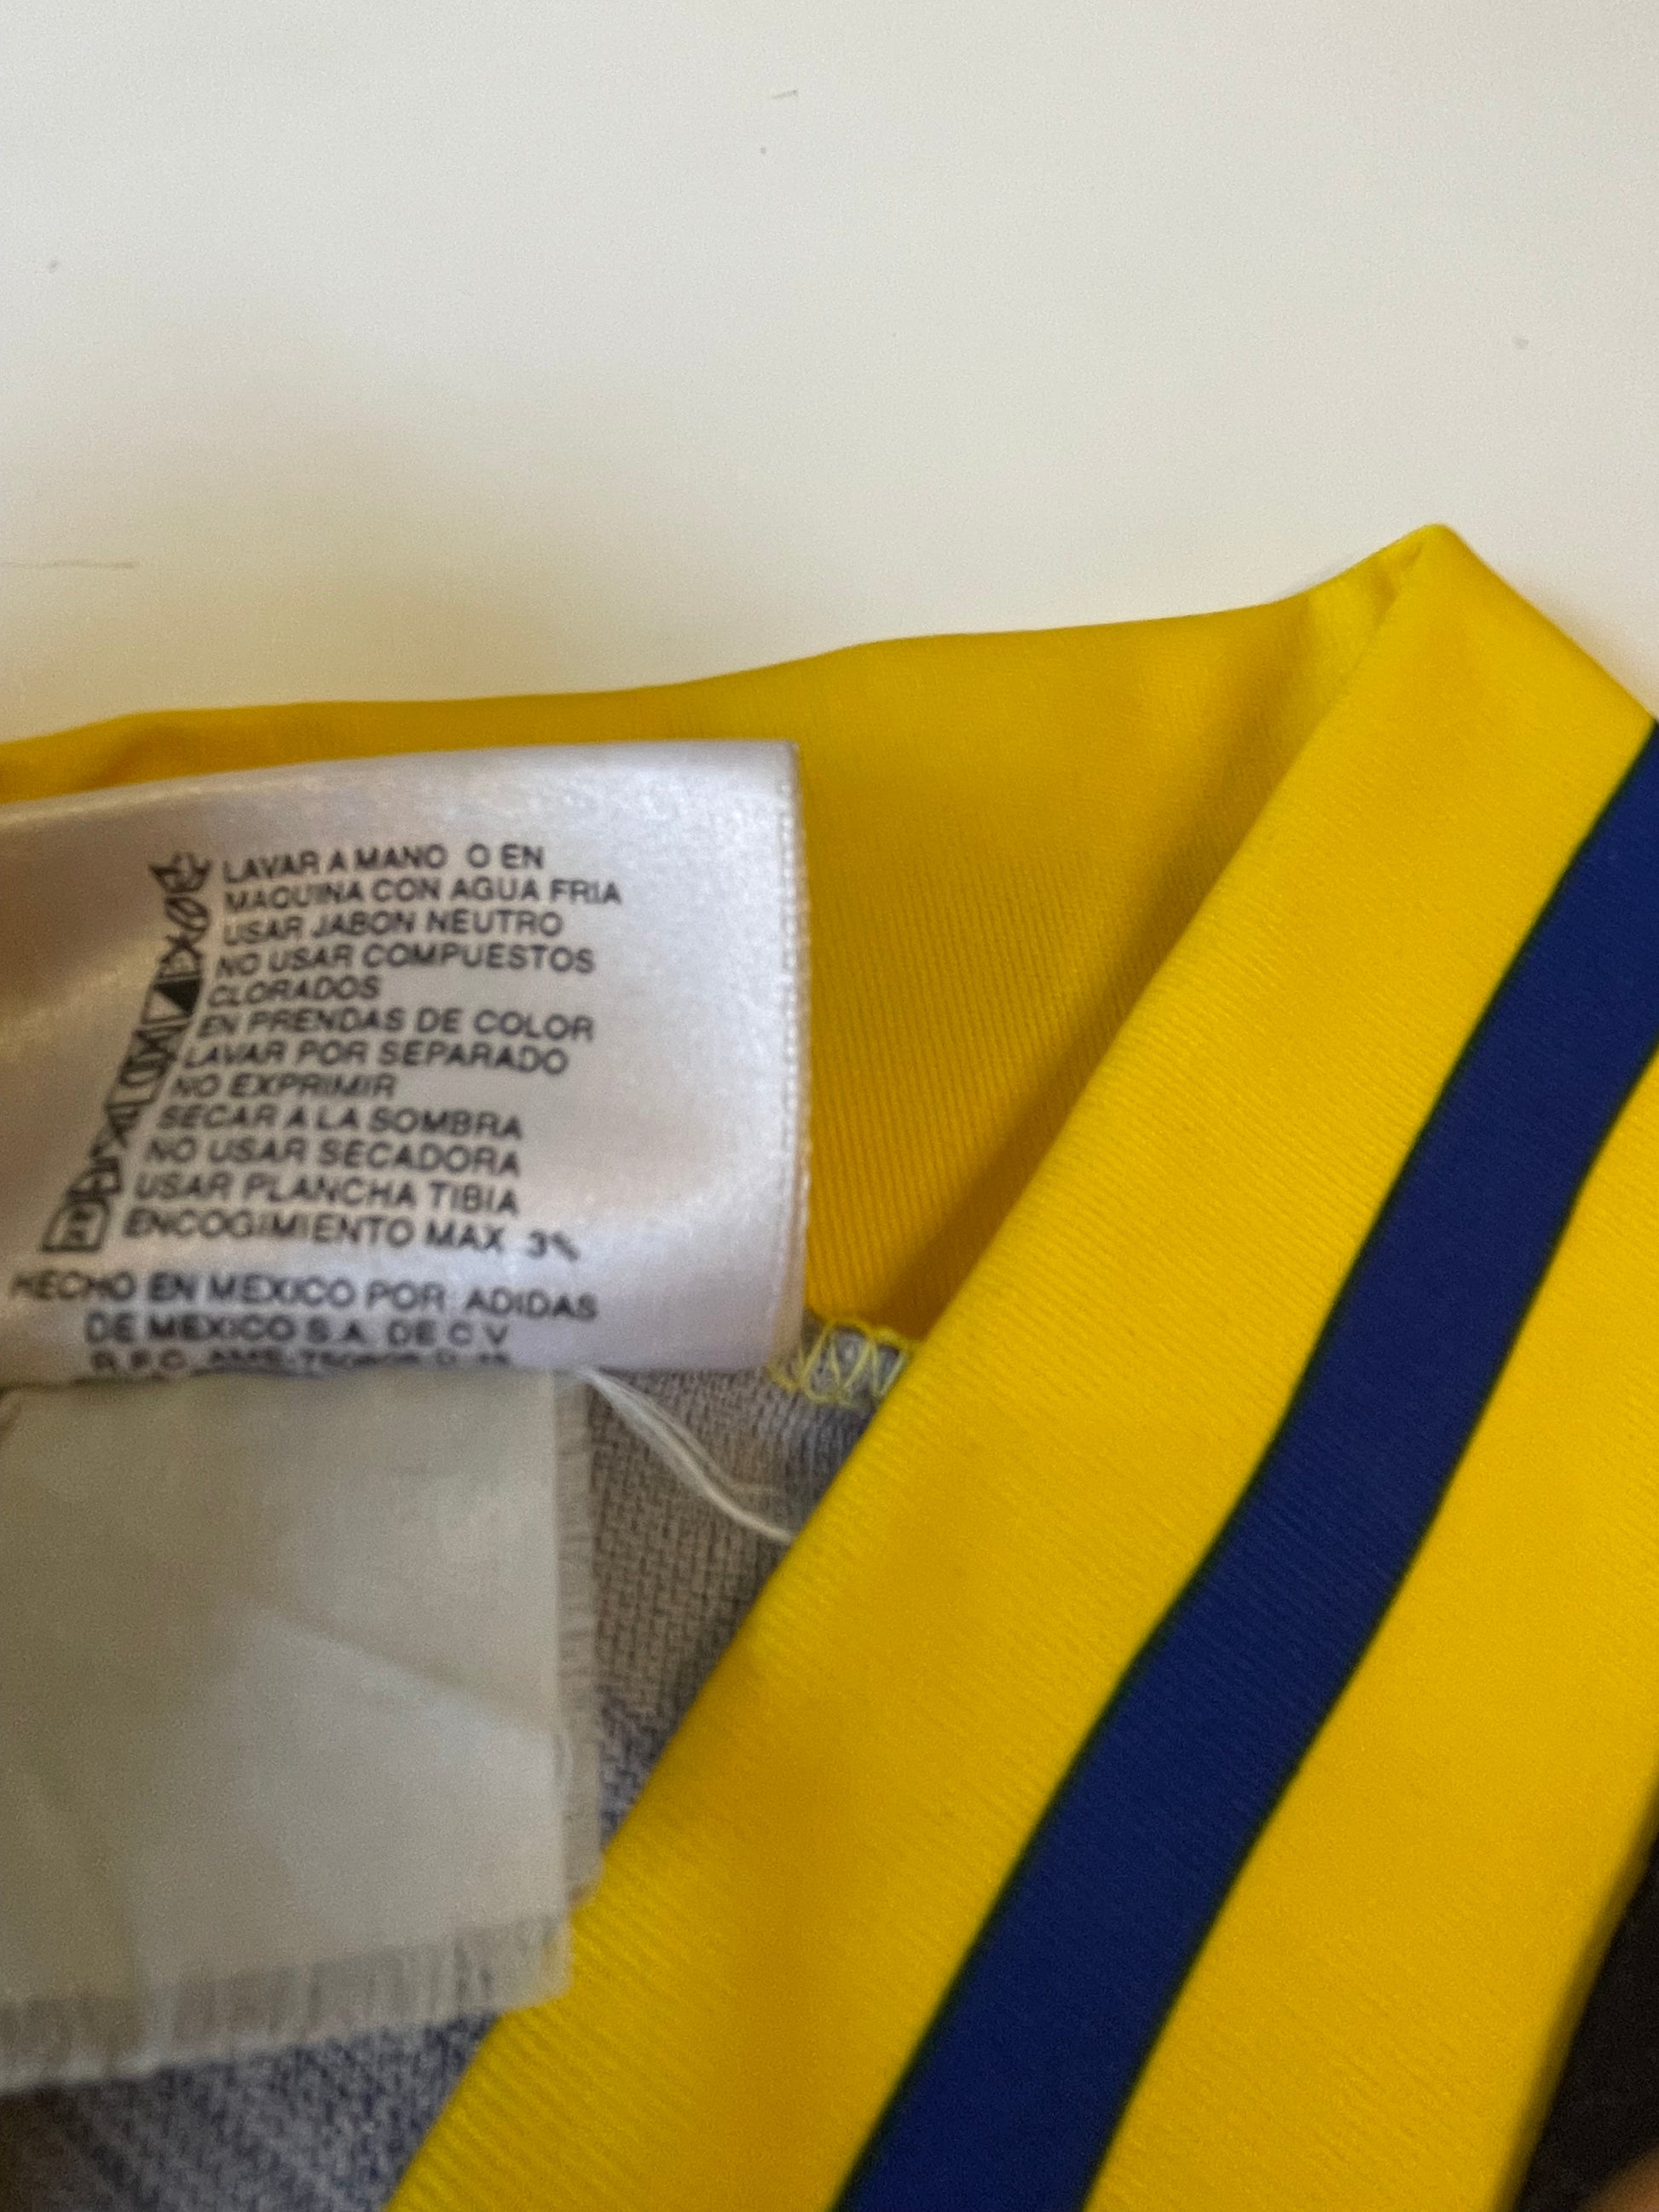 LAVAR A MANO O EN
MAQUINA CON AGUA FRIA
USAR JABON NEUTRO
NO USAR COMPUESTOS
CLORADOS
EN PRENDAS DE COLOR
LAVAR POR SEPARADO
NO EXPRIMIR
SECAR A LA SOMBRA
NO USAR SECADORA
USAR PLANCHA TIBIA
ENCOGIMIENTO MAX 3%
HECHO EN MEXICO POR ADIDAS
DE MEXICO S.A. DE C V
R.F.C.